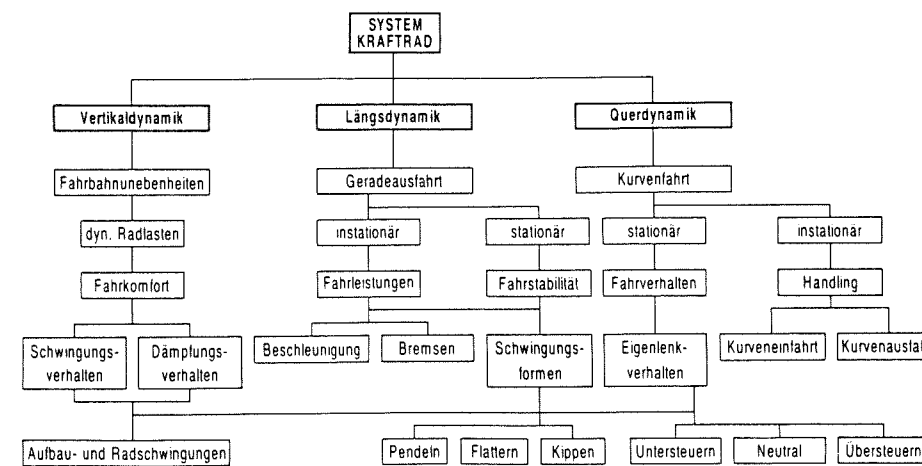 SYSTEM
KRAFTRAD
Vertikaldynamik
Längsdynamik
Querdynamik
Fahrbahnunebenheiten
Geradeausfahrt
Kurvenfahrt
dyn. Radlasten
instationär
stationär
stationär
instationär
Fahrkomfort
Fahrleistungen
Fahrstabilität
Fahrverhalten
Handling
Schwingungs-
verhalten
Dämpfungs-
verhalten
Beschleunigung
Bremsen
Schwingungs-
formen
Eigenlenk-
verhalten
Kurveneinfahrt
Kurvenausfah
Aufbau- und Radschwingungen
Pendeln
Flattern
Kippen
Untersteuern
Neutral
Übersteuern